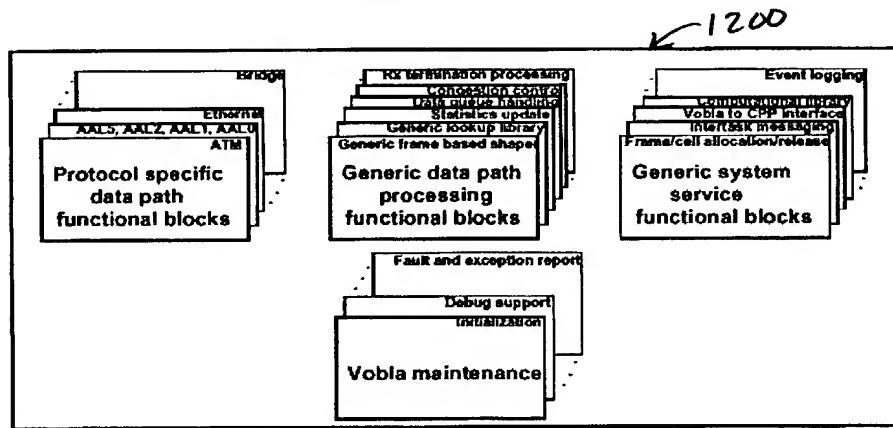 1200
Bridge
Ethernet
AAL5, AAL2, AAL1, AAL0
ATM
Protocol specific
data path
functional blocks
Rx termination processing
Congestion control
Data queue handling
Statistics update
Generic lookup library
Generic frame based shaper
Generic data path
processing
functional blocks
Event logging
Computational library
Vobla to CPP interface
Intertask messaging
Frame/cell allocation/release
Generic system
service
functional blocks
Fault and exception report
Debug support
Initialization
Vobla maintenance